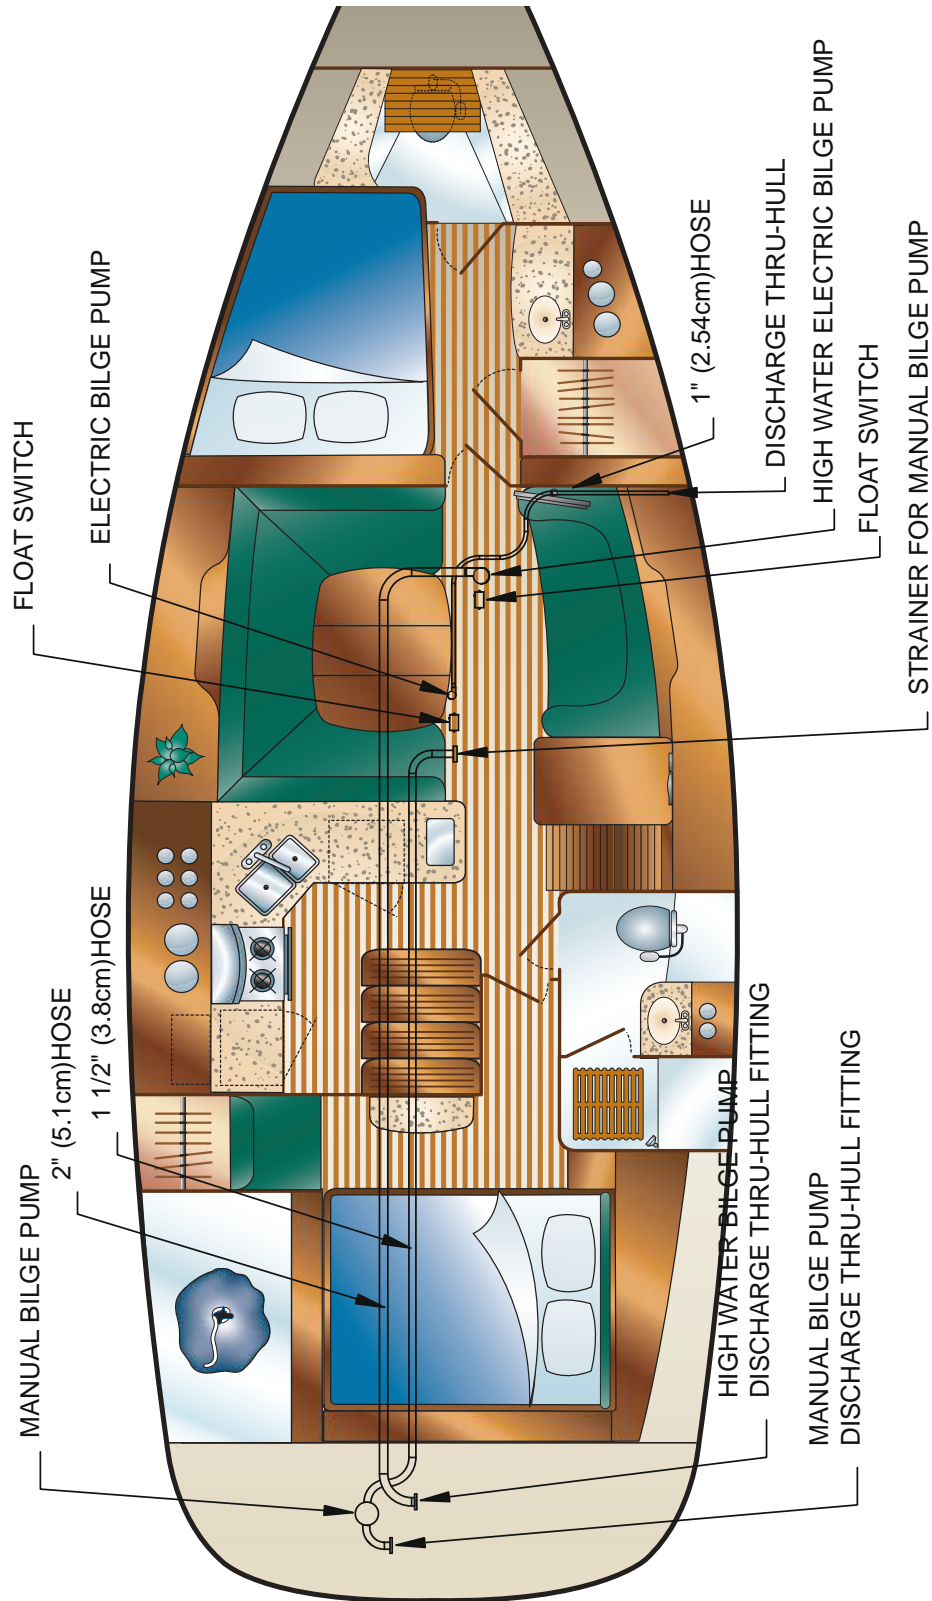 FLOAT SWITCH
ELECTRIC BILGE PUMP
1" (2.54cm)HOSE
DISCHARGE THRU-HULL
HIGH WATER ELECTRIC BILGE PUMP
FLOAT SWITCH
STRAINER FOR MANUAL BILGE PUMP
MANUAL BILGE PUMP
2" (5.1cm)HOSE
1 1/2" (3.8cm)HOSE
HIGH WATER BILGE PUMP
DISCHARGE THRU-HULL FITTING
MANUAL BILGE PUMP
DISCHARGE THRU-HULL FITTING